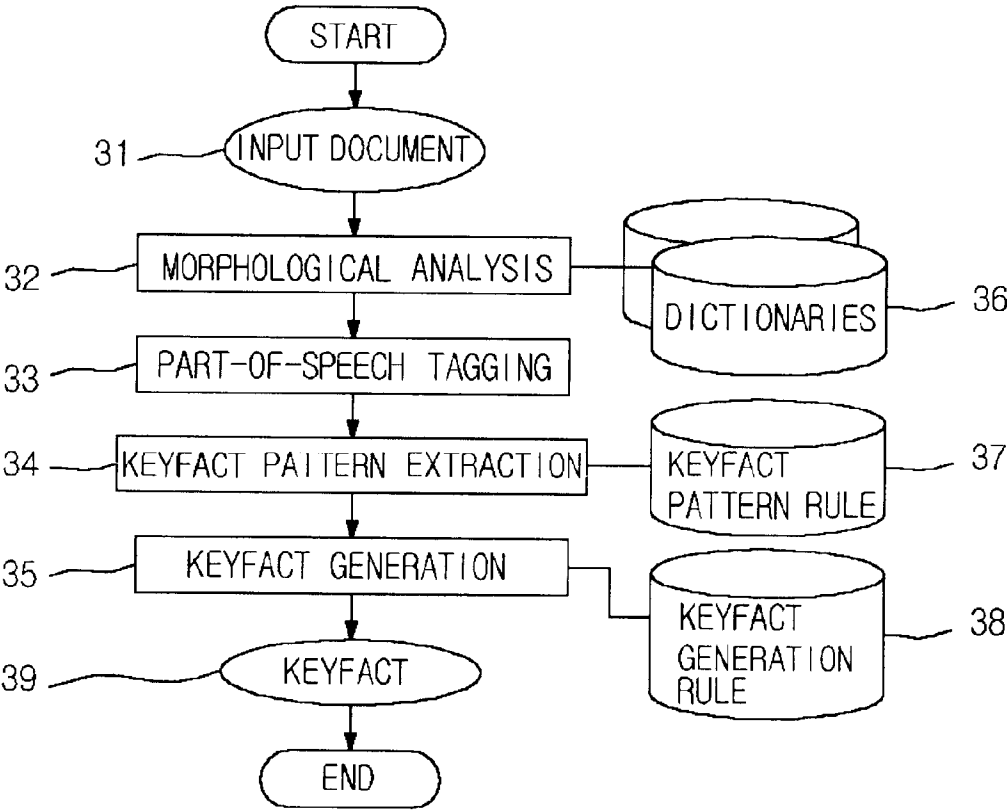 START
31
INPUT DOCUMENT
32
MORPHOLOGICAL ANALYSIS
DICTIONARIES
36
33
PART-OF-SPEECH TAGGING
34
KEYFACT PATTERN EXTRACTION
KEYFACT
PATTERN RULE
37
35
KEYFACT GENERATION
KEYFACT
GENERATION
RULE
38
39
KEYFACT
END